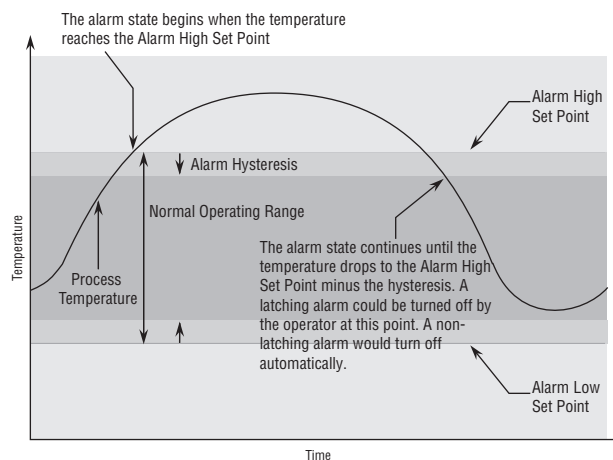 The alarm state begins when the temperature
reaches the Alarm High Set Point
Alarm High
Set Point
Alarm Hysteresis
Normal Operating Range
Temperature
Process
Temperature
The alarm state continues until the
temperature drops to the Alarm High
Set Point minus the hysteresis. A
latching alarm could be turned off by
the operator at this point. A non-
latching alarm would turn off
automatically.
Alarm Low
Set Point
Time